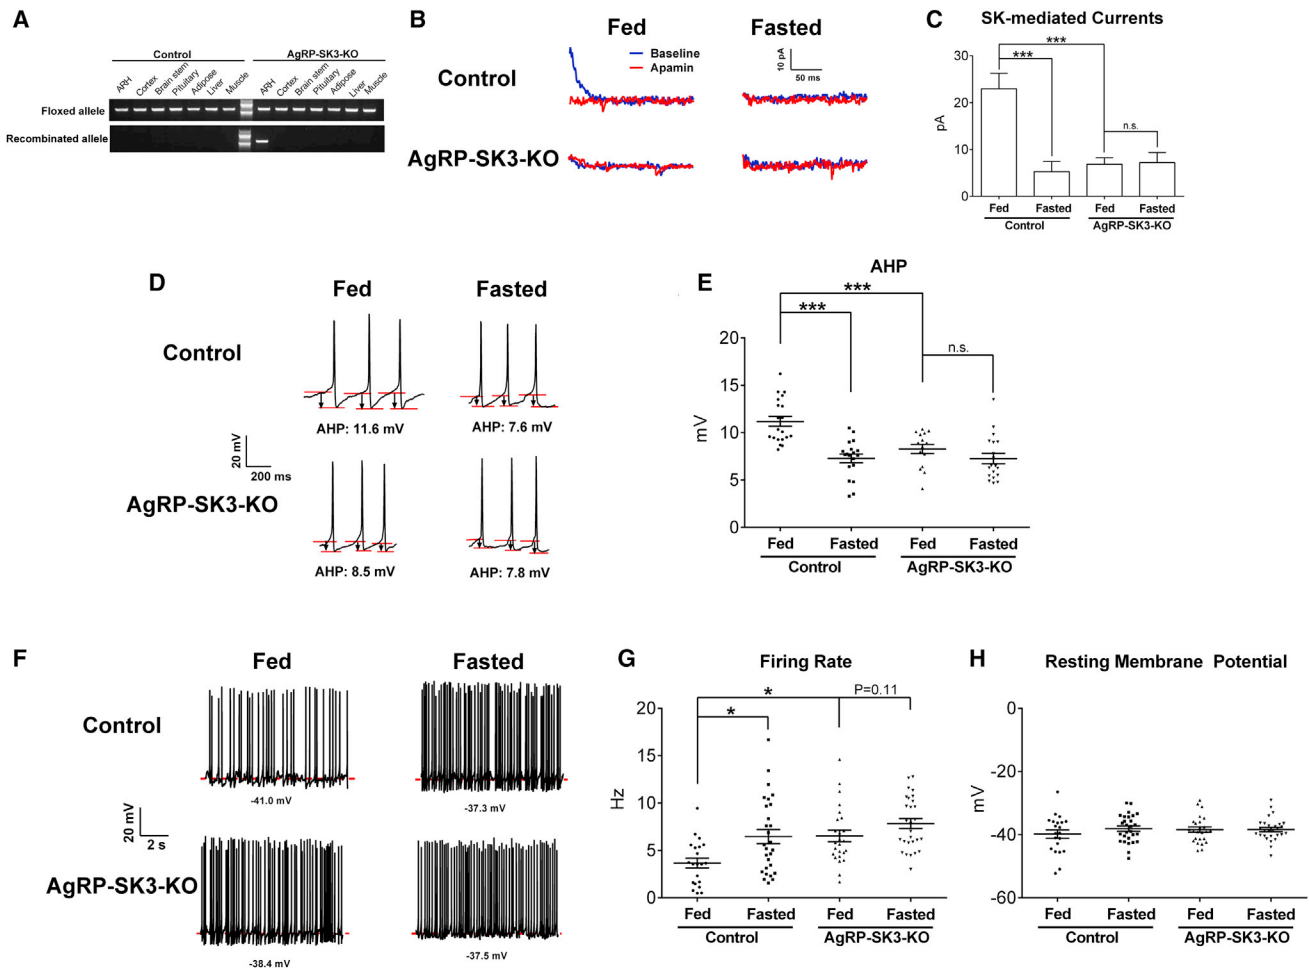 A
Control
AgRP-SK3-KO
ARH
Cortex
Brain stem
Pituitary
Adipose
Liver
Muscle
ARH
Cortex
Brain stem
Pituitary
Adipose
Liver
Muscle
Floxed allele
Recombinated allele
B
Fed
Fasted
Baseline
Apamin
10 pA
50 ms
Control
AgRP-SK3-KO
C
SK-mediated Currents
***
***
n.s.
pA
30
20
10
0
Fed
Fasted
Fed
Fasted
Control
AgRP-SK3-KO
D
Fed
Fasted
Control
AHP: 11.6 mV
AHP: 7.6 mV
20 mV
200 ms
AgRP-SK3-KO
AHP: 8.5 mV
AHP: 7.8 mV
E
AHP
***
***
n.s.
mV
20
15
10
5
0
Fed
Fasted
Fed
Fasted
Control
AgRP-SK3-KO
F
Fed
Fasted
Control
-41.0 mV
-37.3 mV
20 mV
2 s
AgRP-SK3-KO
-38.4 mV
-37.5 mV
G
Firing Rate
*
P=0.11
*
Hz
20
15
10
5
0
Fed
Fasted
Fed
Fasted
Control
AgRP-SK3-KO
H
Resting Membrane Potential
mV
0
-20
-40
-60
Fed
Fasted
Fed
Fasted
Control
AgRP-SK3-KO